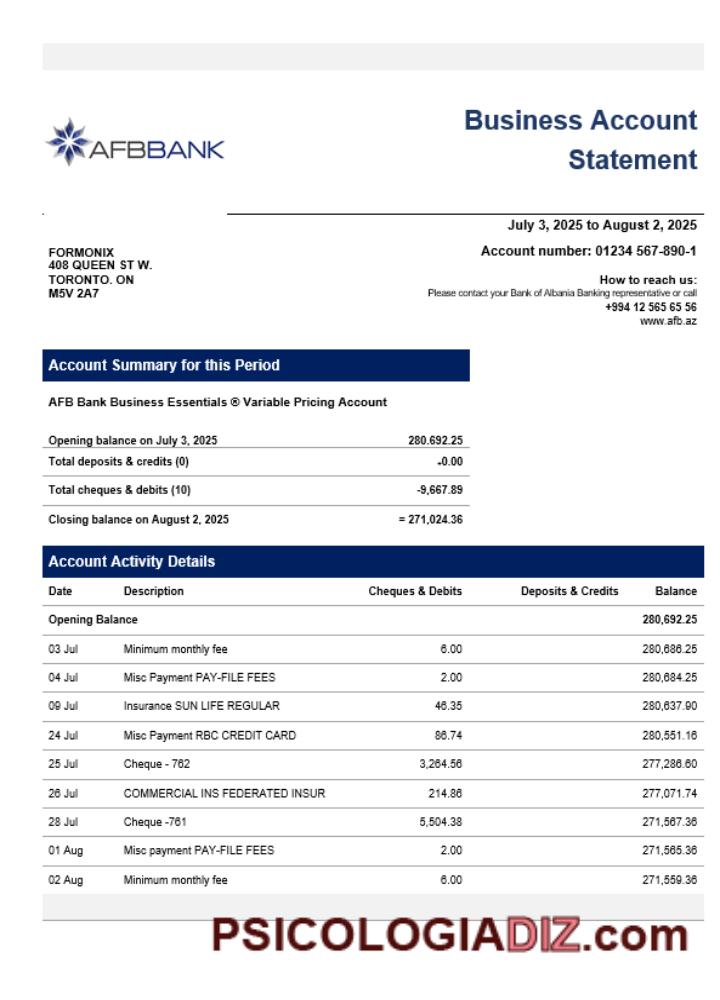 AFBBANK
Business Account
Statement
July 3, 2025 to August 2, 2025
Account number: 01234 567-890-1
FORMONIX
408 QUEEN ST W.
TORONTO. ON
M5V 2A7
How to reach us:
Please contact your Bank of Albania Banking representative or call
+994 12 565 65 56
www.afb.az
Account Summary for this Period
AFB Bank Business Essentials ® Variable Pricing Account
Opening balance on July 3, 2025 280.692.25
Total deposits & credits (0) -0.00
Total cheques & debits (10) -9,667.89
Closing balance on August 2, 2025 = 271,024.36
Account Activity Details
Date Description Cheques & Debits Deposits & Credits Balance
Opening Balance 280,692.25
03 Jul Minimum monthly fee 6.00 280,686.25
04 Jul Misc Payment PAY-FILE FEES 2.00 280,684.25
09 Jul Insurance SUN LIFE REGULAR 46.35 280,637.90
24 Jul Misc Payment RBC CREDIT CARD 86.74 280,551.16
25 Jul Cheque - 762 3,264.56 277,286.60
26 Jul COMMERCIAL INS FEDERATED INSUR 214.86 277,071.74
28 Jul Cheque -761 5,504.38 271,567.36
01 Aug Misc payment PAY-FILE FEES 2.00 271,565.36
02 Aug Minimum monthly fee 6.00 271,559.36
PSICOLOGIADIZ.com